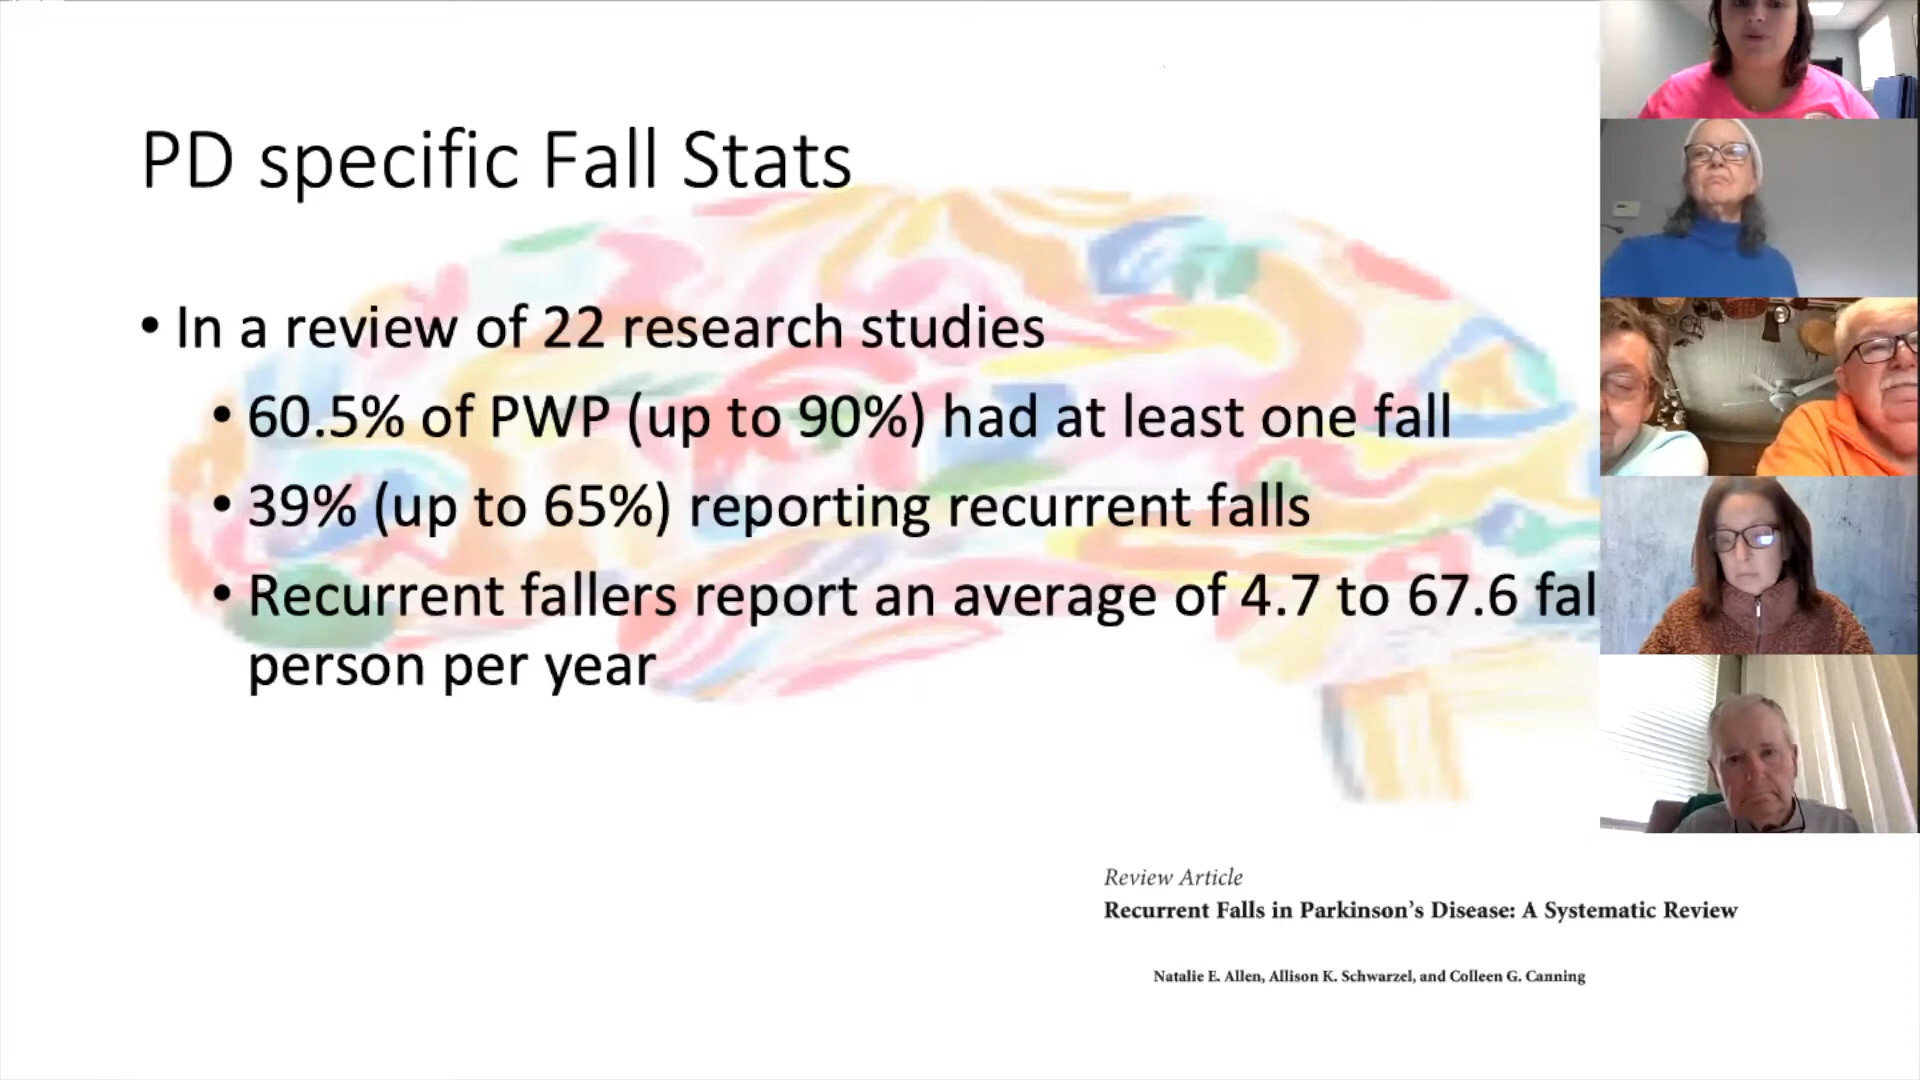 PD specific Fall Stats
• In a review of 22 research studies
• 60.5% of PWP (up to 90%) had at least one fall
• 39% (up to 65%) reporting recurrent falls
• Recurrent fallers report an average of 4.7 to 67.6 fal
person per year
Review Article
Recurrent Falls in Parkinson's Disease: A Systematic Review
Natalie E. Allen, Allison K. Schwarzel, and Colleen G. Canning